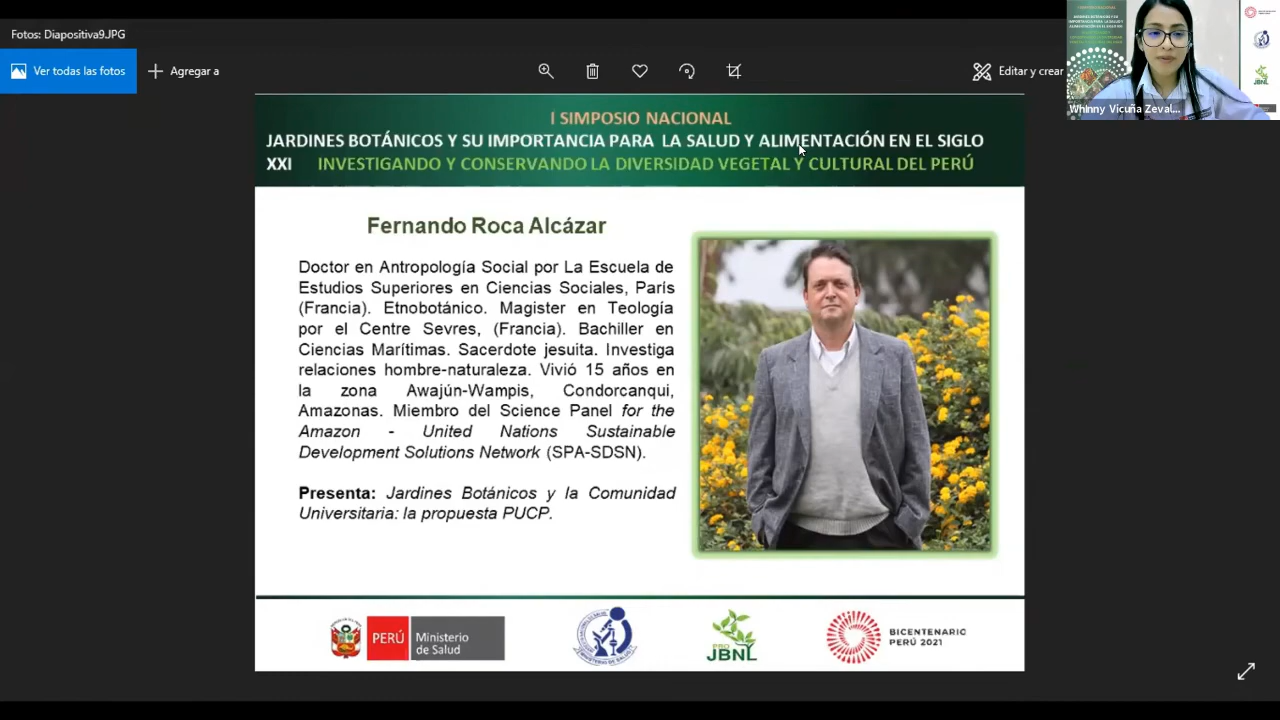 Fotos: Diapositiva9.JPG
Ver todas las fotos
Agregar a
Editar y crear
Whinny Vicuña Zeval...
I SIMPOSIO NACIONAL
JARDINES BOTÁNICOS Y SU IMPORTANCIA PARA LA SALUD Y ALIMENTACIÓN EN EL SIGLO
XXI INVESTIGANDO Y CONSERVANDO LA DIVERSIDAD VEGETAL Y CULTURAL DEL PERÚ
Fernando Roca Alcázar
Doctor en Antropología Social por La Escuela de
Estudios Superiores en Ciencias Sociales, París
(Francia). Etnobotánico. Magister en Teología
por el Centre Sevres, (Francia). Bachiller en
Ciencias Marítimas. Sacerdote jesuita. Investiga
relaciones hombre-naturaleza. Vivió 15 años en
la zona Awajún-Wampis, Condorcanqui,
Amazonas. Miembro del Science Panel for the
Amazon - United Nations Sustainable
Development Solutions Network (SPA-SDSN).
Presenta: Jardines Botánicos y la Comunidad
Universitaria: la propuesta PUCP.
PERÚ
Ministerio
de Salud
PRO
JBNL
BICENTENARIO
PERÚ 2021
JBNL